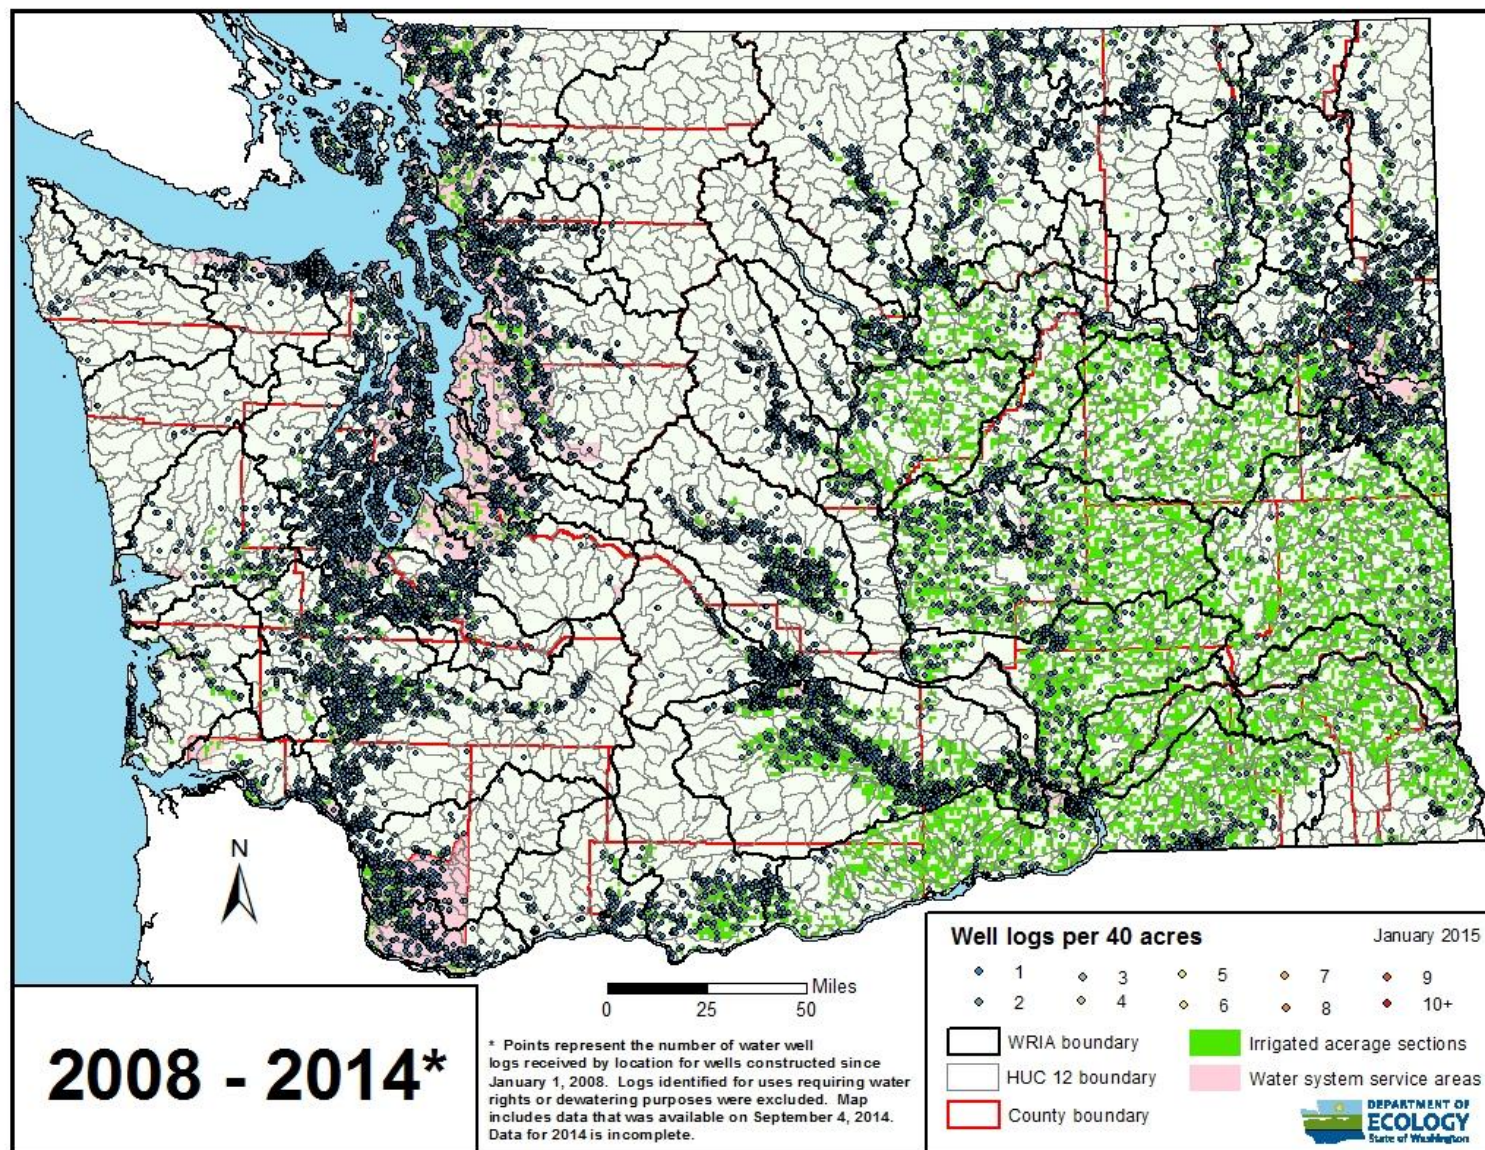 N
Miles
0 25 50
2008 - 2014*
* Points represent the number of water well
logs received by location for wells constructed since
January 1, 2008. Logs identified for uses requiring water
rights or dewatering purposes were excluded. Map
includes data that was available on September 4, 2014.
Data for 2014 is incomplete.
Well logs per 40 acres
January 2015
1 3 5 7 9
2 4 6 8 10+
WRIA boundary
Irrigated acerage sections
HUC 12 boundary
Water system service areas
County boundary
DEPARTMENT OF
ECOLOGY
State of Washington